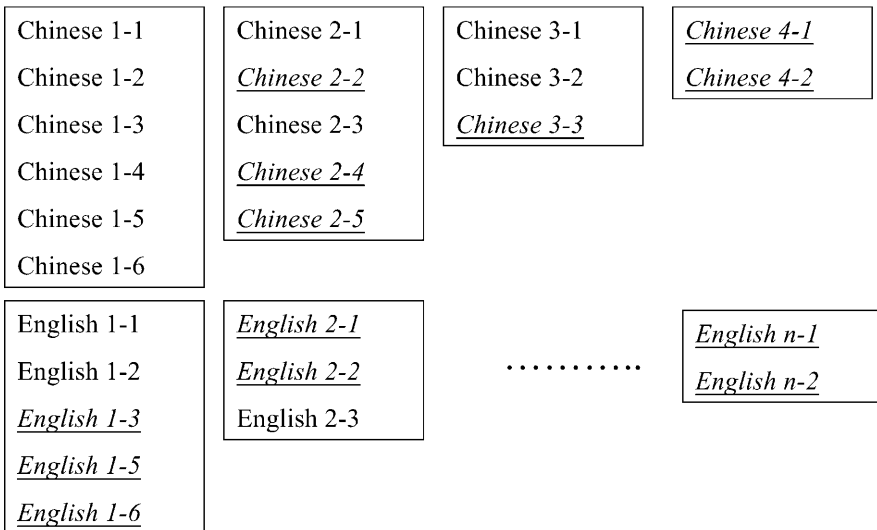 Chinese 1-1
Chinese 1-2
Chinese 1-3
Chinese 1-4
Chinese 1-5
Chinese 1-6
Chinese 2-1
Chinese 2-2
Chinese 2-3
Chinese 2-4
Chinese 2-5
Chinese 3-1
Chinese 3-2
Chinese 3-3
Chinese 4-1
Chinese 4-2
English 1-1
English 1-2
English 1-3
English 1-5
English 1-6
English 2-1
English 2-2
English 2-3
...........
English n-1
English n-2